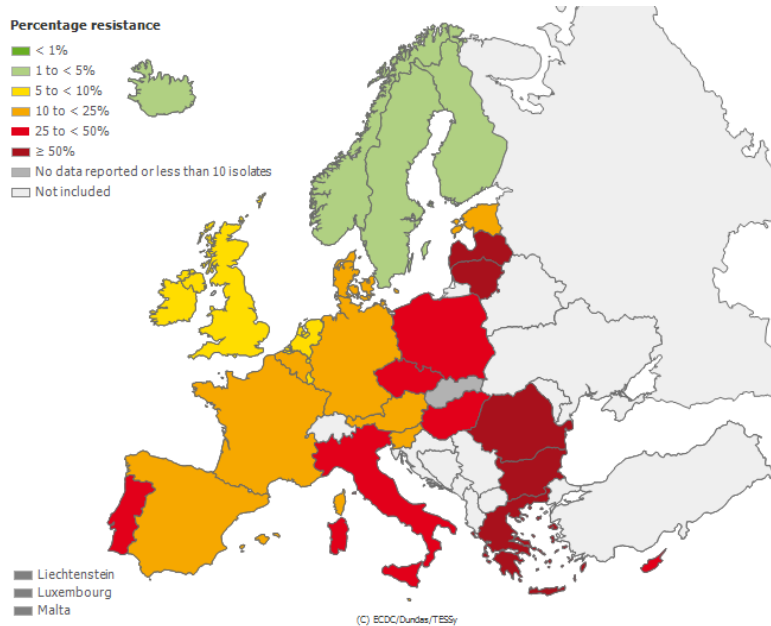 Percentage resistance
< 1%
1 to < 5%
5 to < 10%
10 to < 25%
25 to < 50%
≥ 50%
No data reported or less than 10 isolates
Not included
Liechtenstein
Luxembourg
Malta
(C) ECDC/Dundas/TESSy